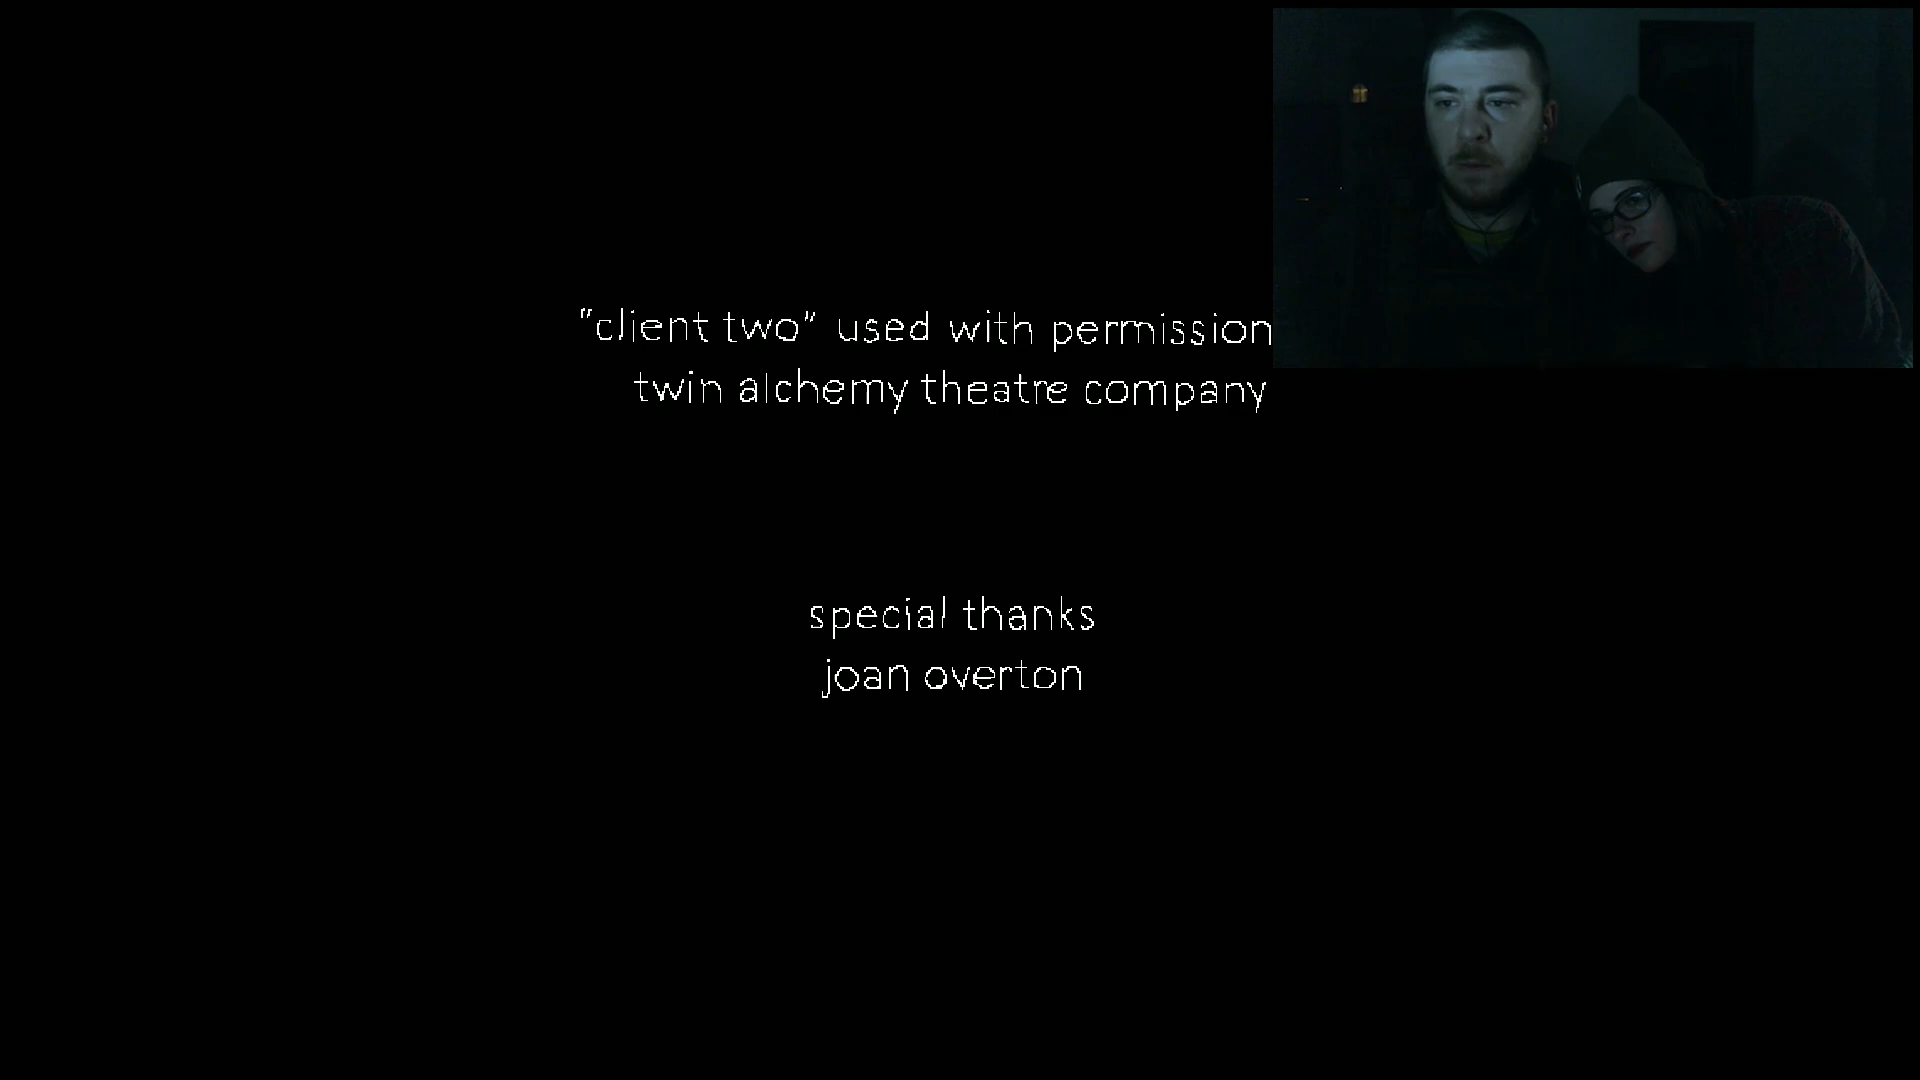 "client two" used with permission
twin alchemy theatre company
special thanks
joan overton